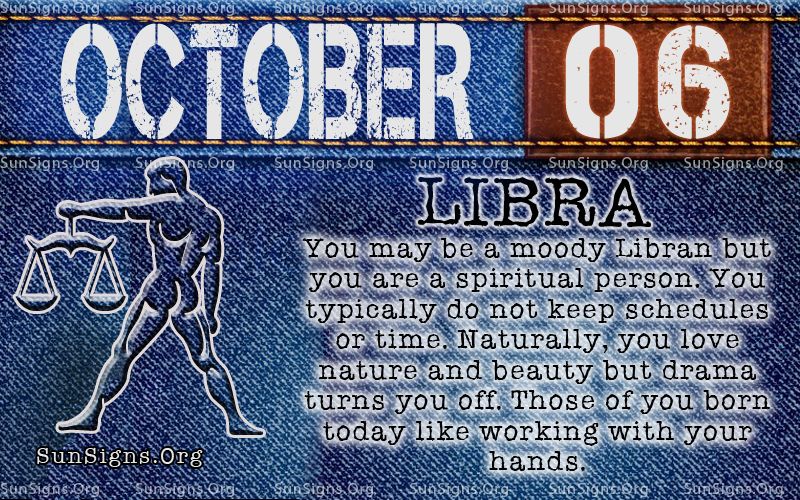 SunSigns.Org SunSigns.Org SunSigns.Org SunSigns.Org SunSigns.Org SunSigns.Org
OCTOBER 06
SunSigns.Org SunSigns.Org SunSigns.Org SunSigns.Org SunSigns.Org SunSigns.Org
LIBRA
You may be a moody Libran but
you are a spiritual person. You
typically do not keep schedules
or time. Naturally, you love
nature and beauty but drama
turns you off. Those of you born
today like working with your
hands.
SunSigns.Org
SunSigns.Org SunSigns.Org SunSigns.Org SunSigns.Org SunSigns.Org SunSigns.Org